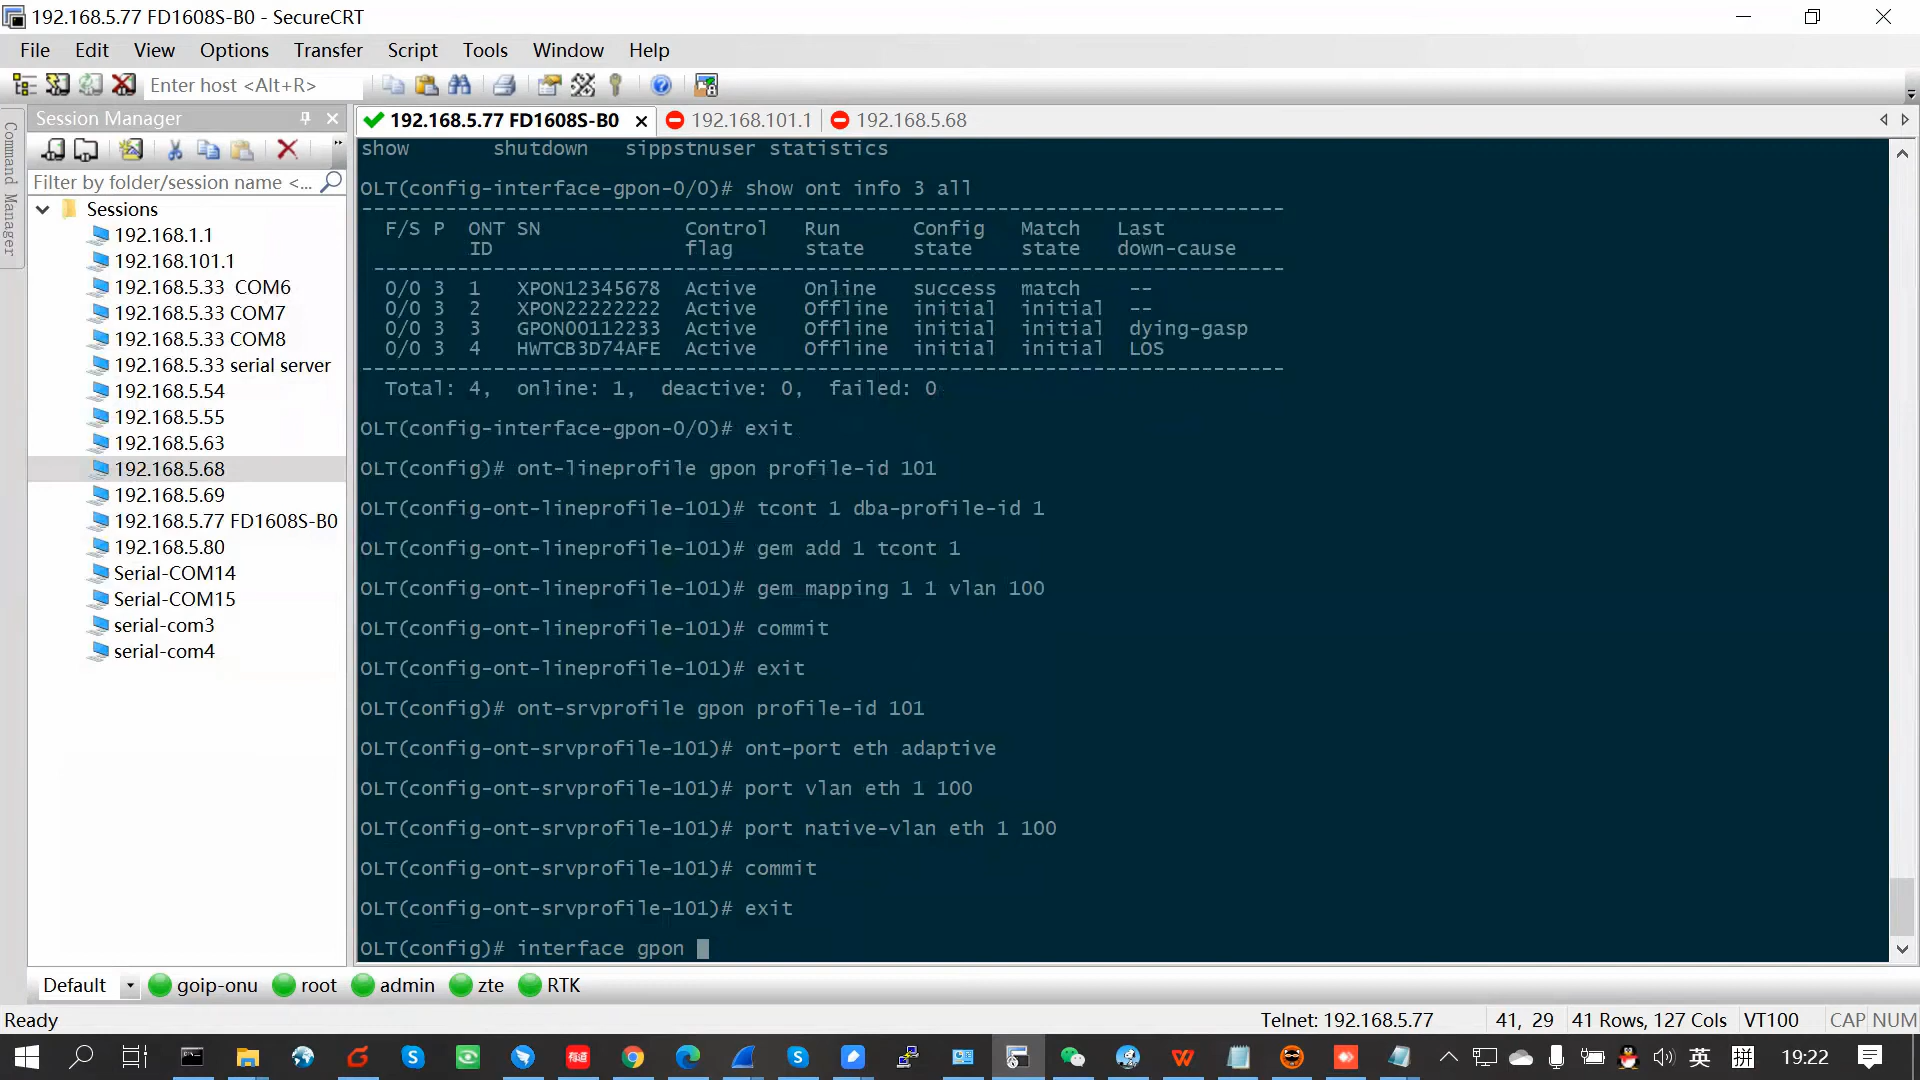 192.168.5.77 FD1608S-B0 - SecureCRT
File Edit View Options Transfer Script Tools Window Help
Enter host <Alt+R>
Command Manager
Session Manager
Filter by folder/session name <...
Sessions
192.168.1.1
192.168.101.1
192.168.5.33 COM6
192.168.5.33 COM7
192.168.5.33 COM8
192.168.5.33 serial server
192.168.5.54
192.168.5.55
192.168.5.63
192.168.5.68
192.168.5.69
192.168.5.77 FD1608S-B0
192.168.5.80
Serial-COM14
Serial-COM15
serial-com3
serial-com4
192.168.5.77 FD1608S-B0 192.168.101.1 192.168.5.68
show shutdown sippstnuser statistics
OLT(config-interface-gpon-0/0)# show ont info 3 all
---------------------------------------------------------------------------
F/S P ONT SN Control Run Config Match Last
ID flag state state state down-cause
---------------------------------------------------------------------------
0/0 3 1 XPON12345678 Active Online success match --
0/0 3 2 XPON22222222 Active Offline initial initial --
0/0 3 3 GPON00112233 Active Offline initial initial dying-gasp
0/0 3 4 HWTCB3D74AFE Active Offline initial initial LOS
---------------------------------------------------------------------------
Total: 4, online: 1, deactive: 0, failed: 0
OLT(config-interface-gpon-0/0)# exit
OLT(config)# ont-lineprofile gpon profile-id 101
OLT(config-ont-lineprofile-101)# tcont 1 dba-profile-id 1
OLT(config-ont-lineprofile-101)# gem add 1 tcont 1
OLT(config-ont-lineprofile-101)# gem mapping 1 1 vlan 100
OLT(config-ont-lineprofile-101)# commit
OLT(config-ont-lineprofile-101)# exit
OLT(config)# ont-srvprofile gpon profile-id 101
OLT(config-ont-srvprofile-101)# ont-port eth adaptive
OLT(config-ont-srvprofile-101)# port vlan eth 1 100
OLT(config-ont-srvprofile-101)# port native-vlan eth 1 100
OLT(config-ont-srvprofile-101)# commit
OLT(config-ont-srvprofile-101)# exit
OLT(config)# interface gpon
Default goip-onu root admin zte RTK
Ready Telnet: 192.168.5.77 41, 29 41 Rows, 127 Cols VT100 CAP NUM
英 拼 19:22